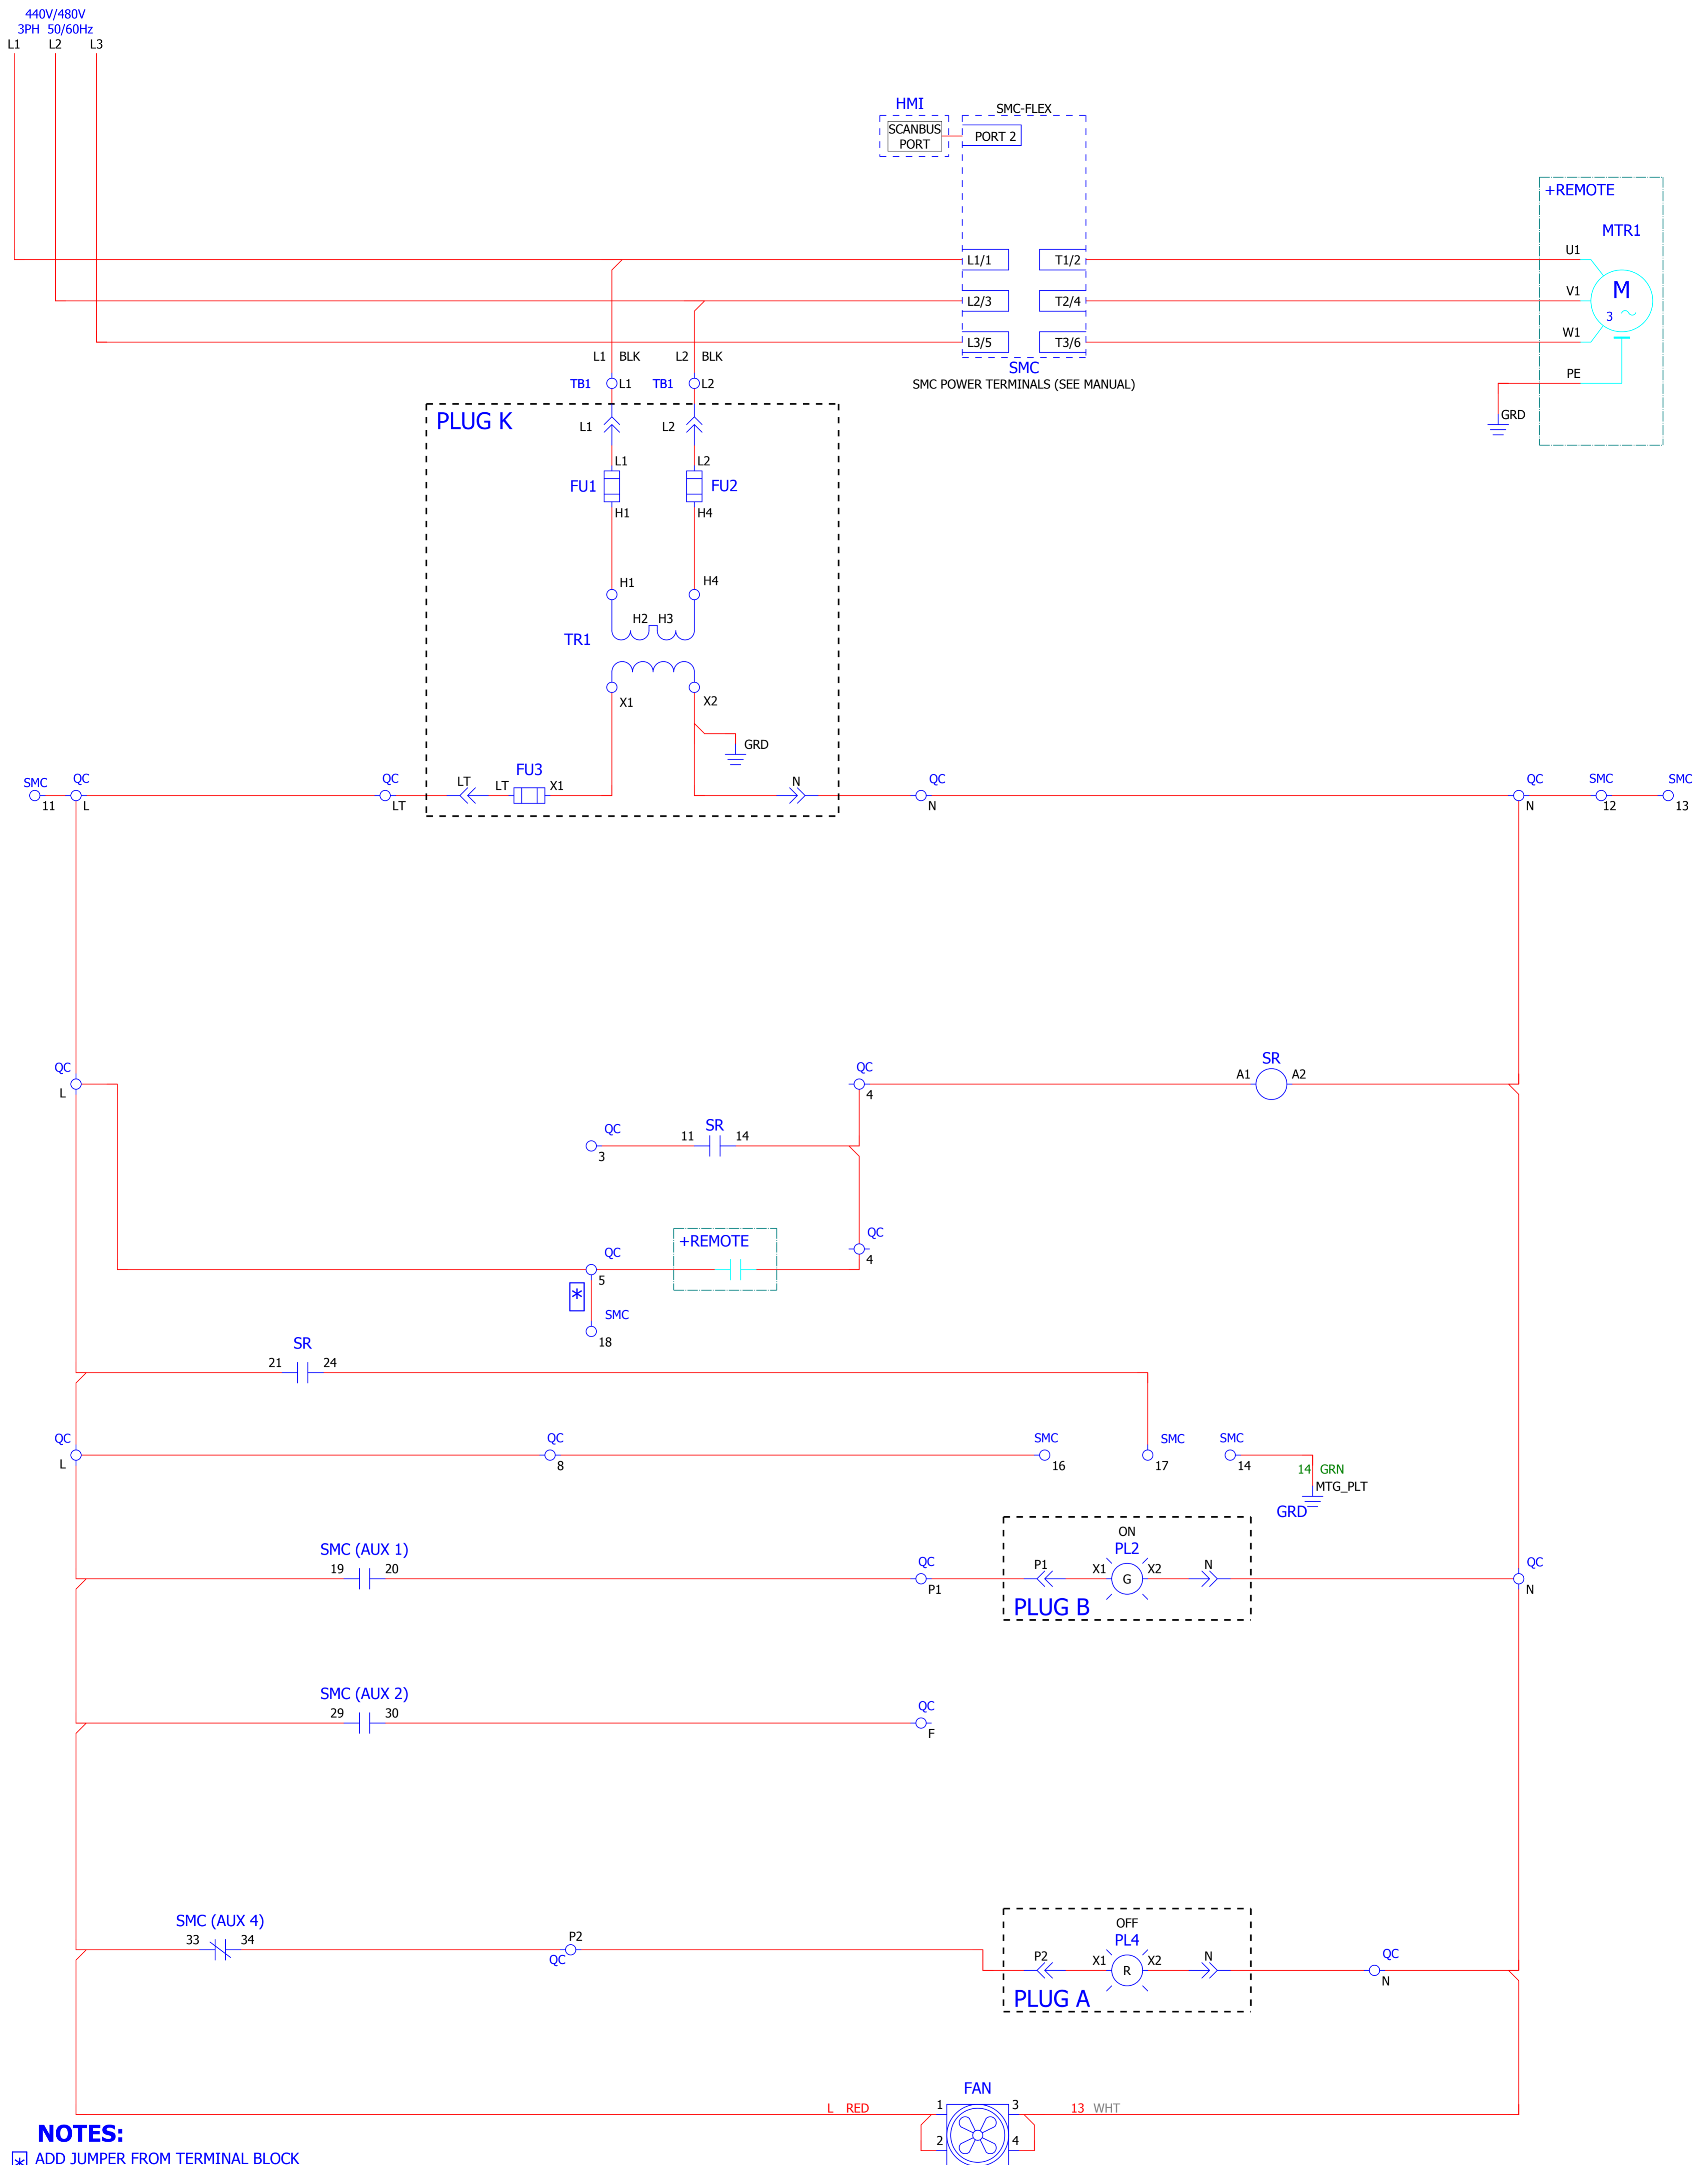 440V/480V
3PH 50/60Hz
L1 L2 L3
HMI
SCANBUS
PORT
SMC-FLEX
PORT 2
+REMOTE
MTR1
L1/1 T1/2 U1
L2/3 T2/4 V1
M
3
L3/5 T3/6 W1
SMC
SMC POWER TERMINALS (SEE MANUAL)
PE
GRD
L1 BLK L2 BLK
TB1 L1 TB1 L2
PLUG K
L1 L2
L1 L2
FU1 FU2
H1 H4
H1 H4
H2 H3
TR1
X1 X2
GRD
SMC QC QC LT LT FU3 X1 N QC QC SMC SMC
11 L LT N N 12 13
QC QC SR
L 4 A1 A2
QC SR
3 11 14
QC
4
+REMOTE
QC
5
*
SMC
18
SR
21 24
QC QC SMC SMC SMC
L 8 16 17 14
14 GRN
MTG_PLT
GRD
SMC (AUX 1)
19 20
QC
P1
ON
PL2
P1 X1 G X2 N
PLUG B
QC
N
SMC (AUX 2)
29 30
QC
F
SMC (AUX 4)
33 34
P2
QC
OFF
PL4
P2 X1 R X2 N
PLUG A
QC
N
FAN
L RED 1 3 13 WHT
2 4
NOTES:
* ADD JUMPER FROM TERMINAL BLOCK